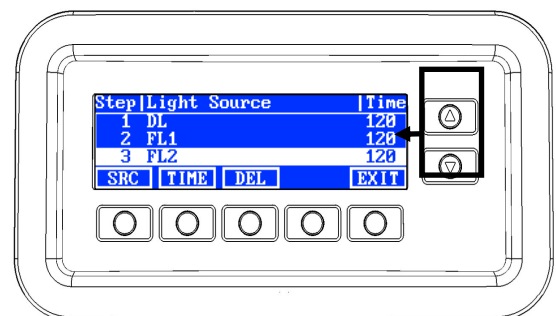 Step|Light Source |Time
1 DL 120
2 FL1 120
3 FL2 120
SRC TIME DEL EXIT